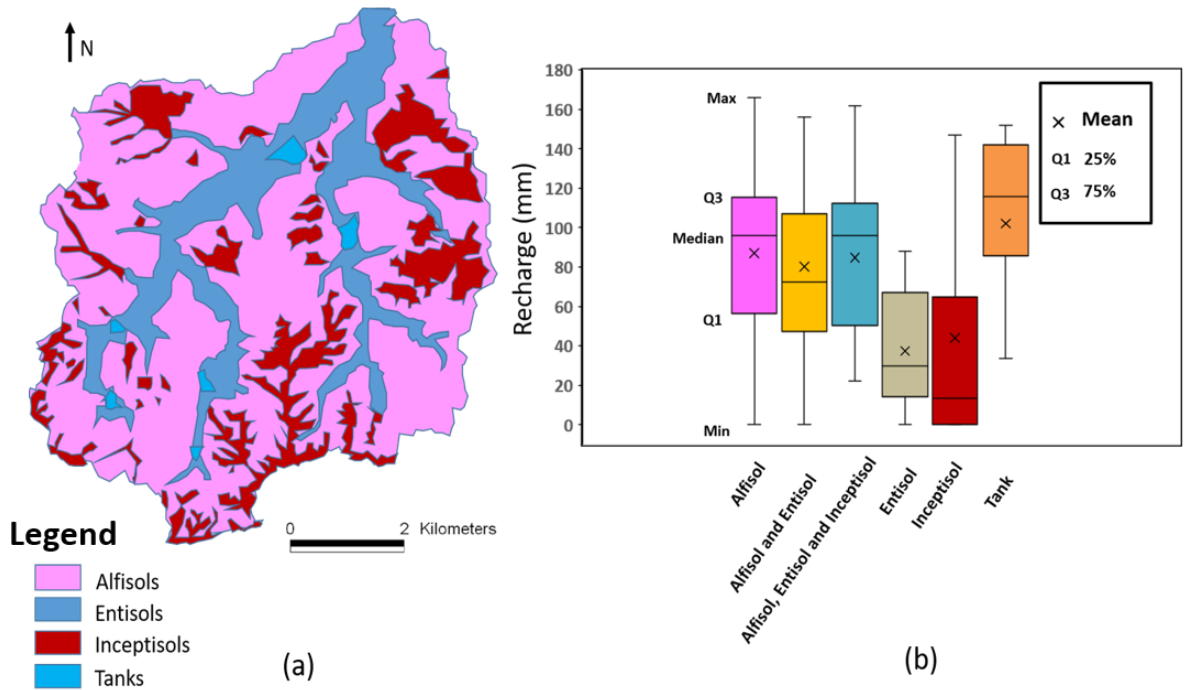 N
Legend
0 2 Kilometers
Alfisols
Entisols
Inceptisols
Tanks
(a)
Recharge (mm)
180
160
140
120
100
80
60
40
20
0
Max
Q3
Median
Q1
Min
× Mean
Q1 25%
Q3 75%
Alfisol
Alfisol and Entisol
Alfisol, Entisol and Inceptisol
Entisol
Inceptisol
Tank
(b)